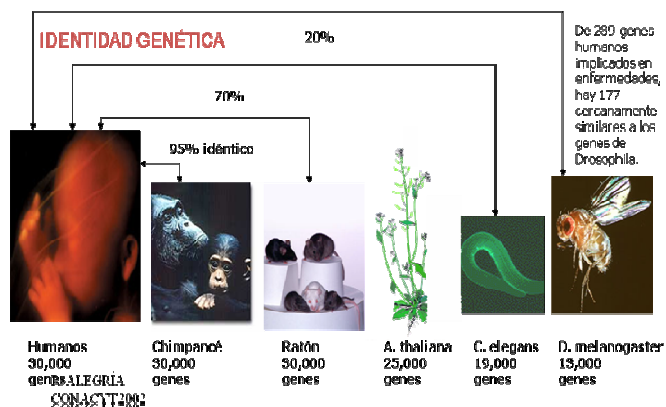 IDENTIDAD GENÉTICA
20%
De 289 genes
humanos
implicados en
enfermedades,
hay 177
cercanamente
similares a los
genes de
Drosophila.
70%
95% idéntico
Humanos
30,000
genes
Chimpancé
30,000
genes
Ratón
30,000
genes
A. thaliana
25,000
genes
C. elegans
19,000
genes
D. melanogaster
13,000
genes
ALEGRÍA
CONACYT2002